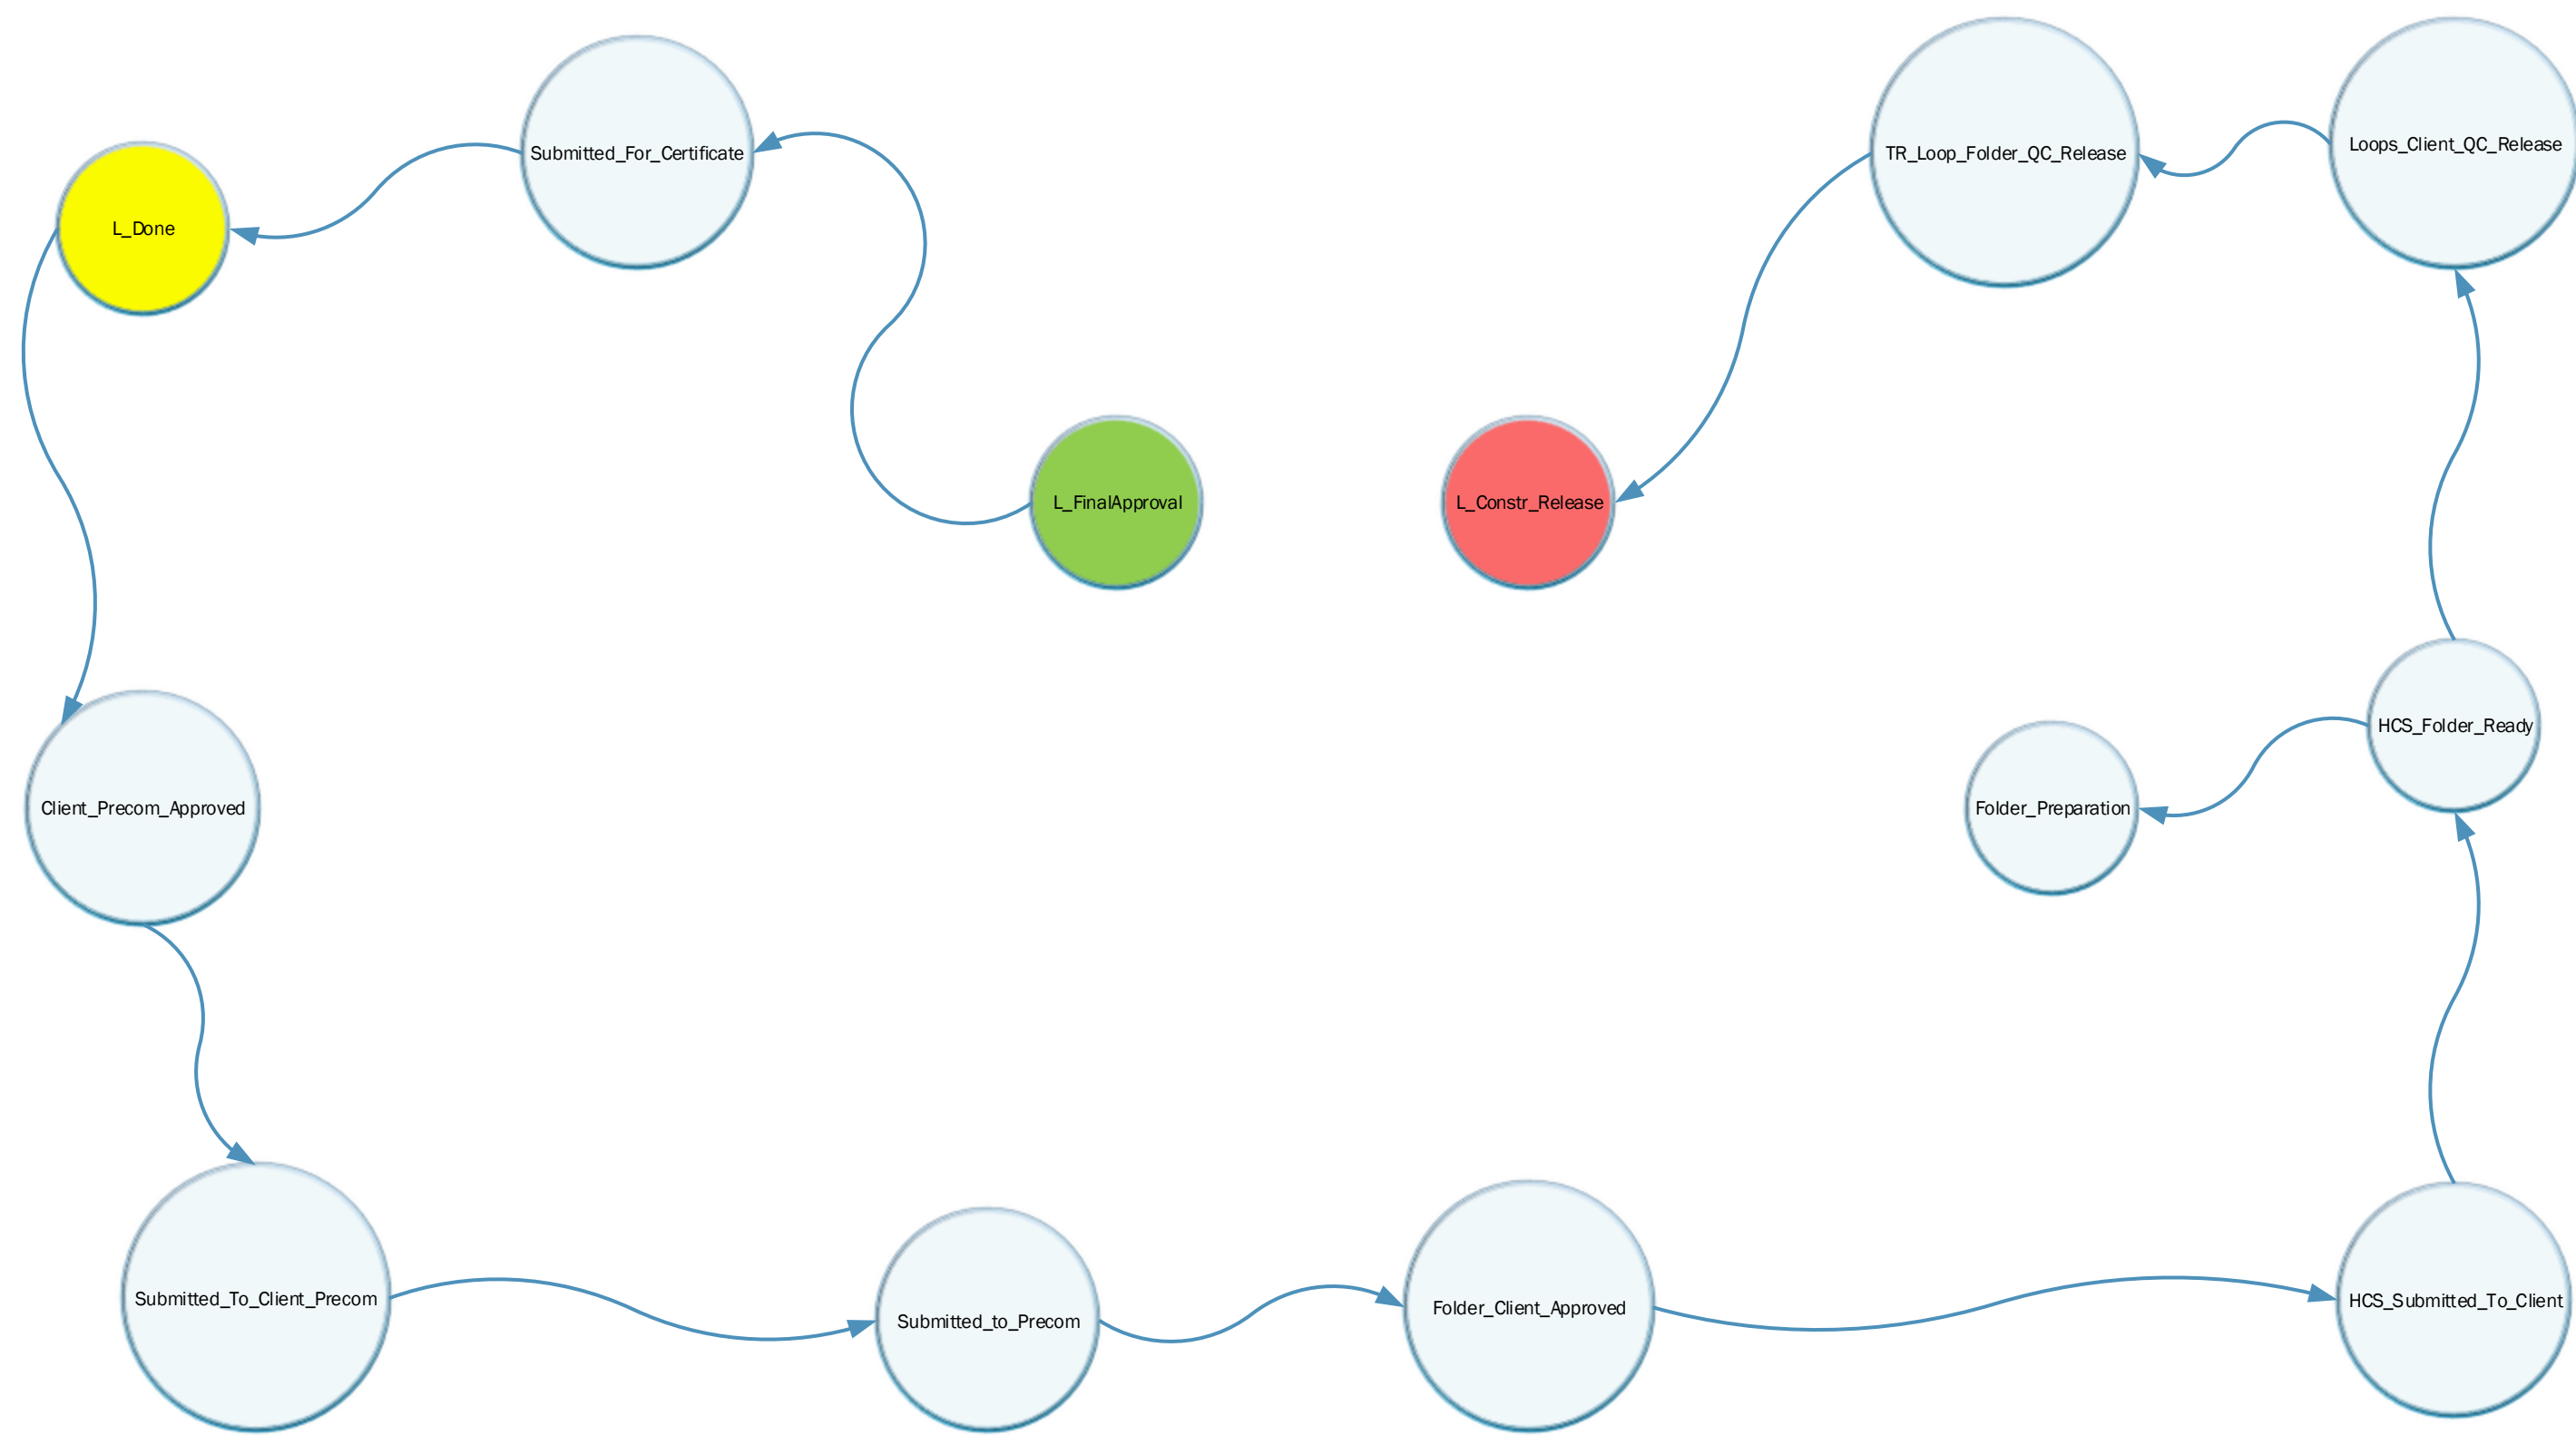 Submitted_For_Certificate
TR_Loop_Folder_QC_Release
Loops_Client_QC_Release
L_Done
L_FinalApproval
L_Constr_Release
HCS_Folder_Ready
Client_Precom_Approved
Folder_Preparation
Submitted_To_Client_Precom
Submitted_to_Precom
Folder_Client_Approved
HCS_Submitted_To_Client